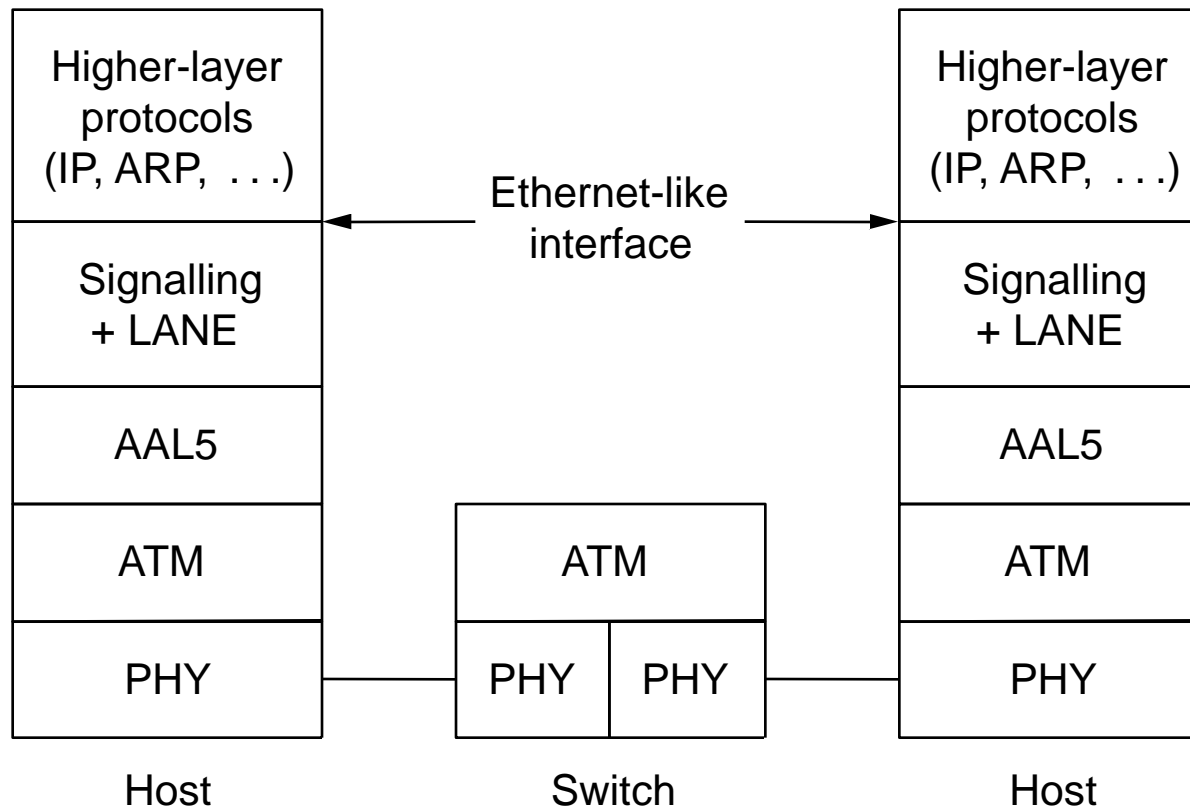 Higher-layer
protocols
(IP, ARP, . . .)
Signalling
+ LANE
AAL5
ATM
PHY
Host
Ethernet-like
interface
ATM
PHY PHY
Switch
Higher-layer
protocols
(IP, ARP, . . .)
Signalling
+ LANE
AAL5
ATM
PHY
Host